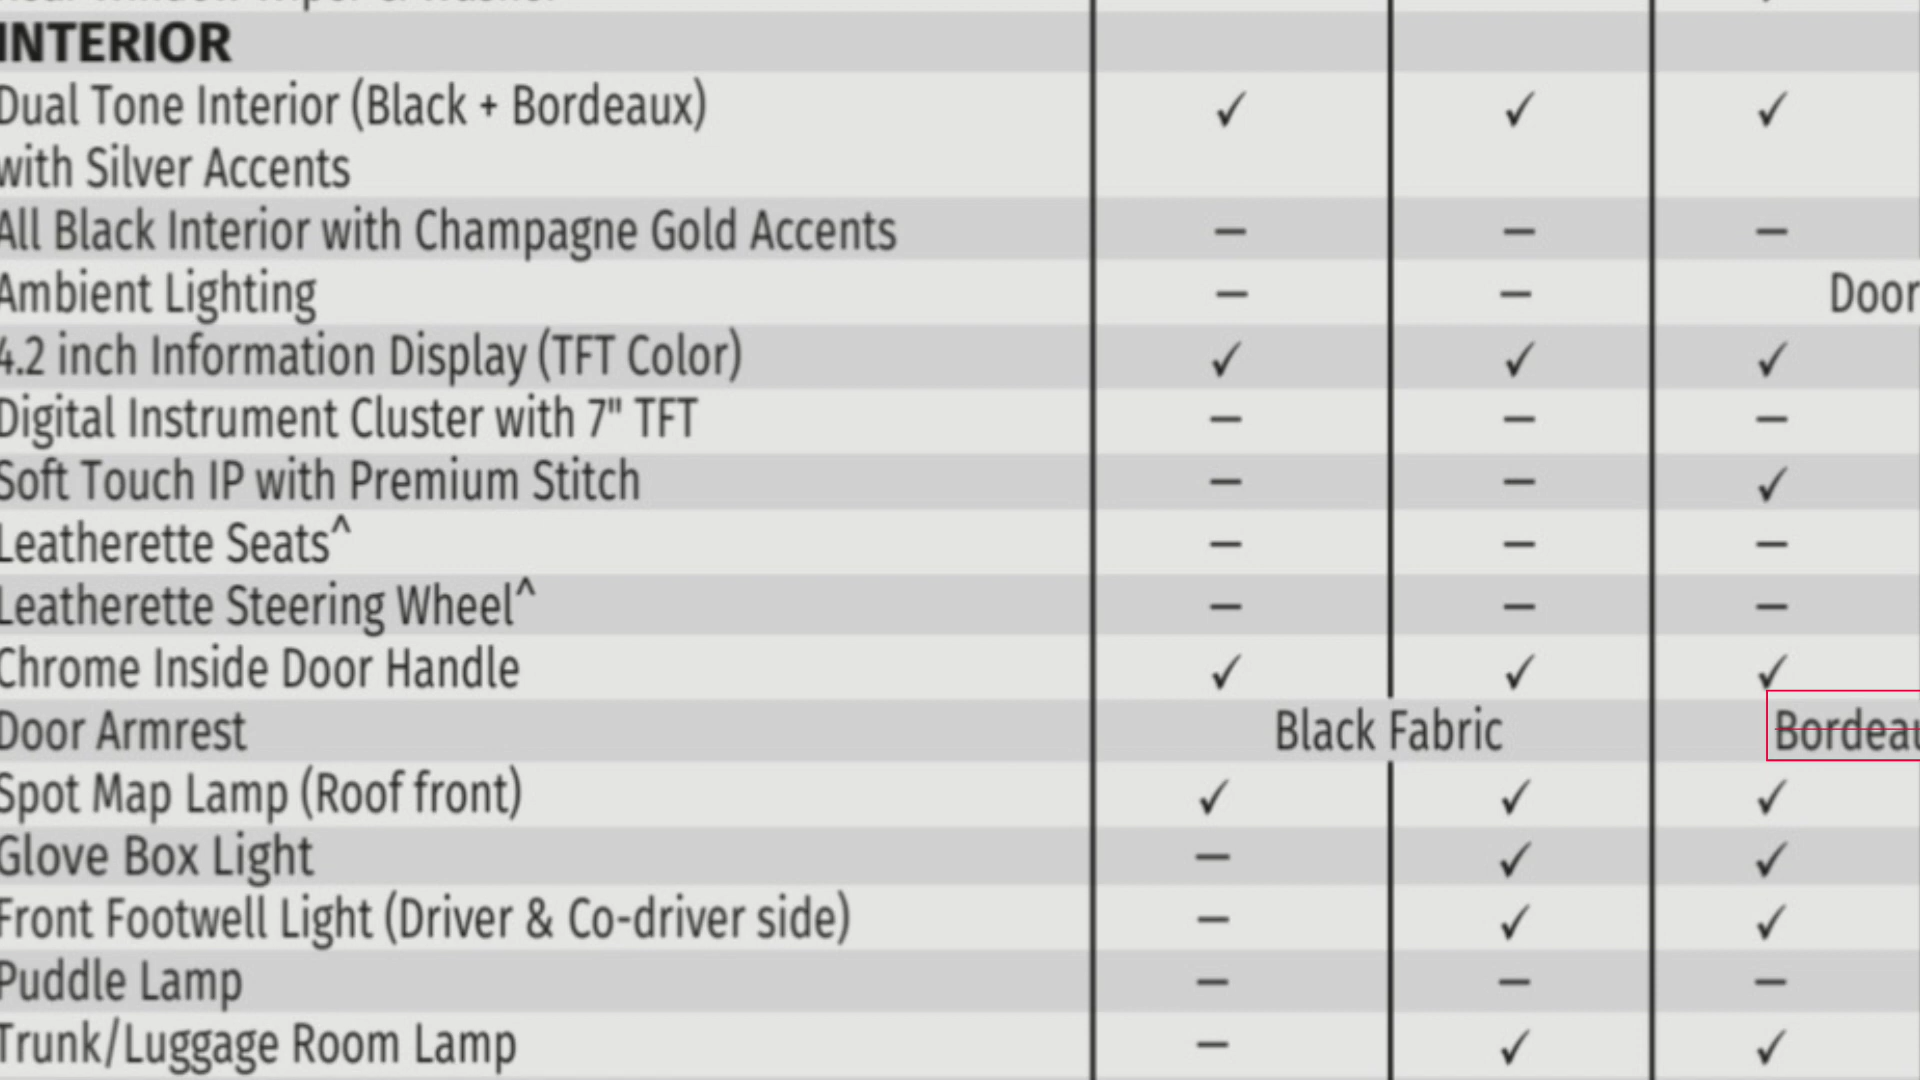 INTERIOR
Dual Tone Interior (Black + Bordeaux) ✓ ✓ ✓
with Silver Accents
All Black Interior with Champagne Gold Accents – – –
Ambient Lighting – – Door
4.2 inch Information Display (TFT Color) ✓ ✓ ✓
Digital Instrument Cluster with 7" TFT – – –
Soft Touch IP with Premium Stitch – – ✓
Leatherette Seats^ – – –
Leatherette Steering Wheel^ – – –
Chrome Inside Door Handle ✓ ✓ ✓
Door Armrest Black Fabric
Spot Map Lamp (Roof front) ✓ ✓ ✓
Glove Box Light – ✓ ✓
Front Footwell Light (Driver & Co-driver side) – ✓ ✓
Puddle Lamp – – –
Trunk/Luggage Room Lamp – ✓ ✓